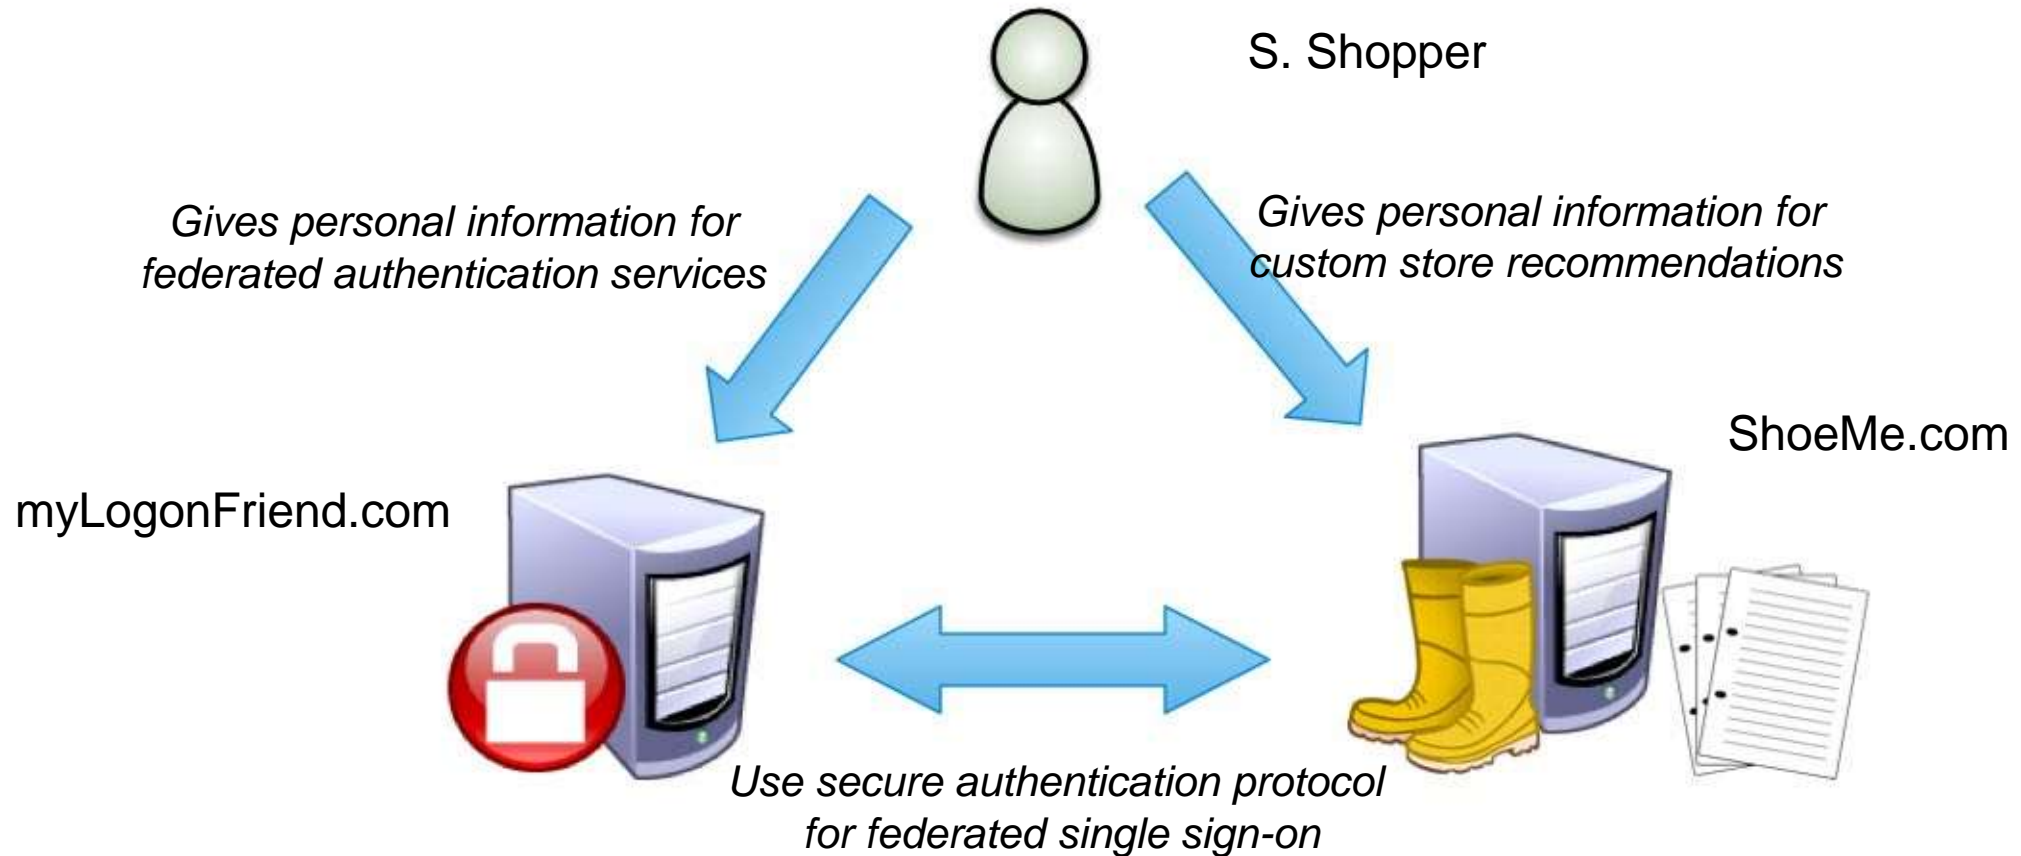 S. Shopper
Gives personal information for
federated authentication services
Gives personal information for
custom store recommendations
ShoeMe.com
myLogonFriend.com
Use secure authentication protocol
for federated single sign-on